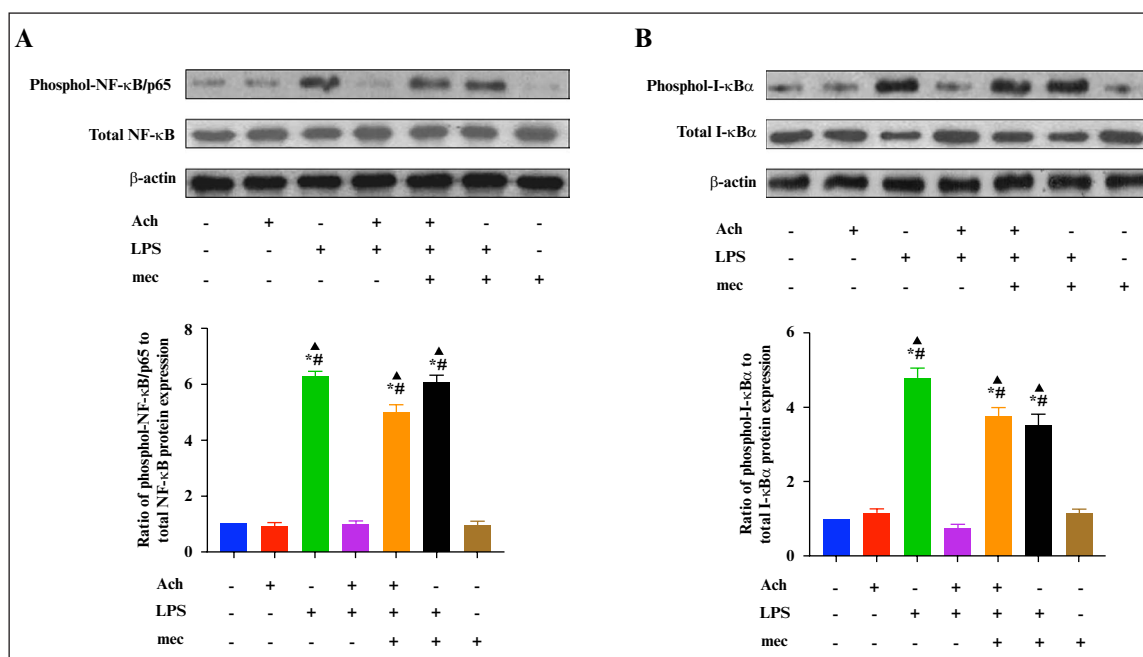 A
Phosphol-NF-κB/p65
Total NF-κB
β-actin
Ach - + - + + - -
LPS - - + + + + -
mec - - - - + + +
Ratio of phosphol-NF-κB/p65 to
total NF-κB protein expression
8
6
4
2
0
▲ ▲ ▲
*# *# *#
Ach - + - + + - -
LPS - - + + + + -
mec - - - - + + +
B
Phosphol-I-κBα
Total I-κBα
β-actin
Ach - + - + + - -
LPS - - + + + + -
mec - - - - + + +
Ratio of phosphol-I-κBα to
total I-κBα protein expression
6
4
2
0
▲ ▲ ▲
*# *# *#
Ach - + - + + - -
LPS - - + + + + -
mec - - - - + + +